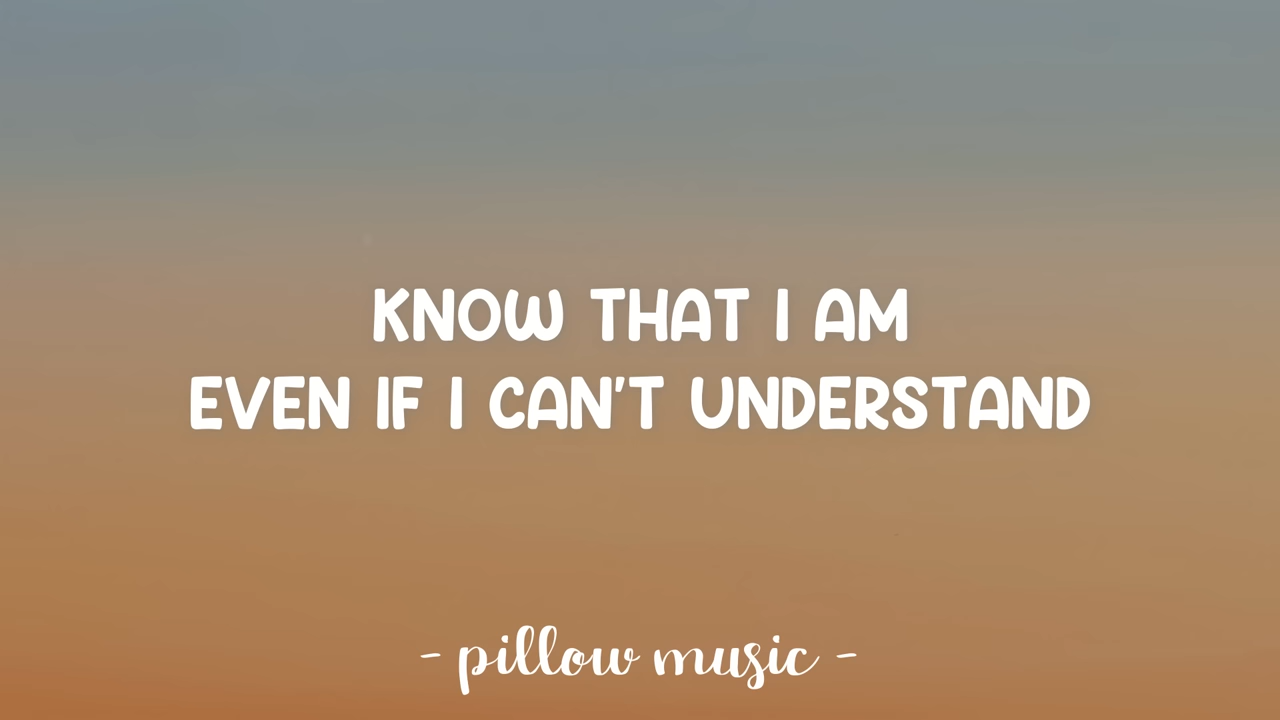 KNOW THAT I AM
EVEN IF I CAN'T UNDERSTAND
- pillow music -